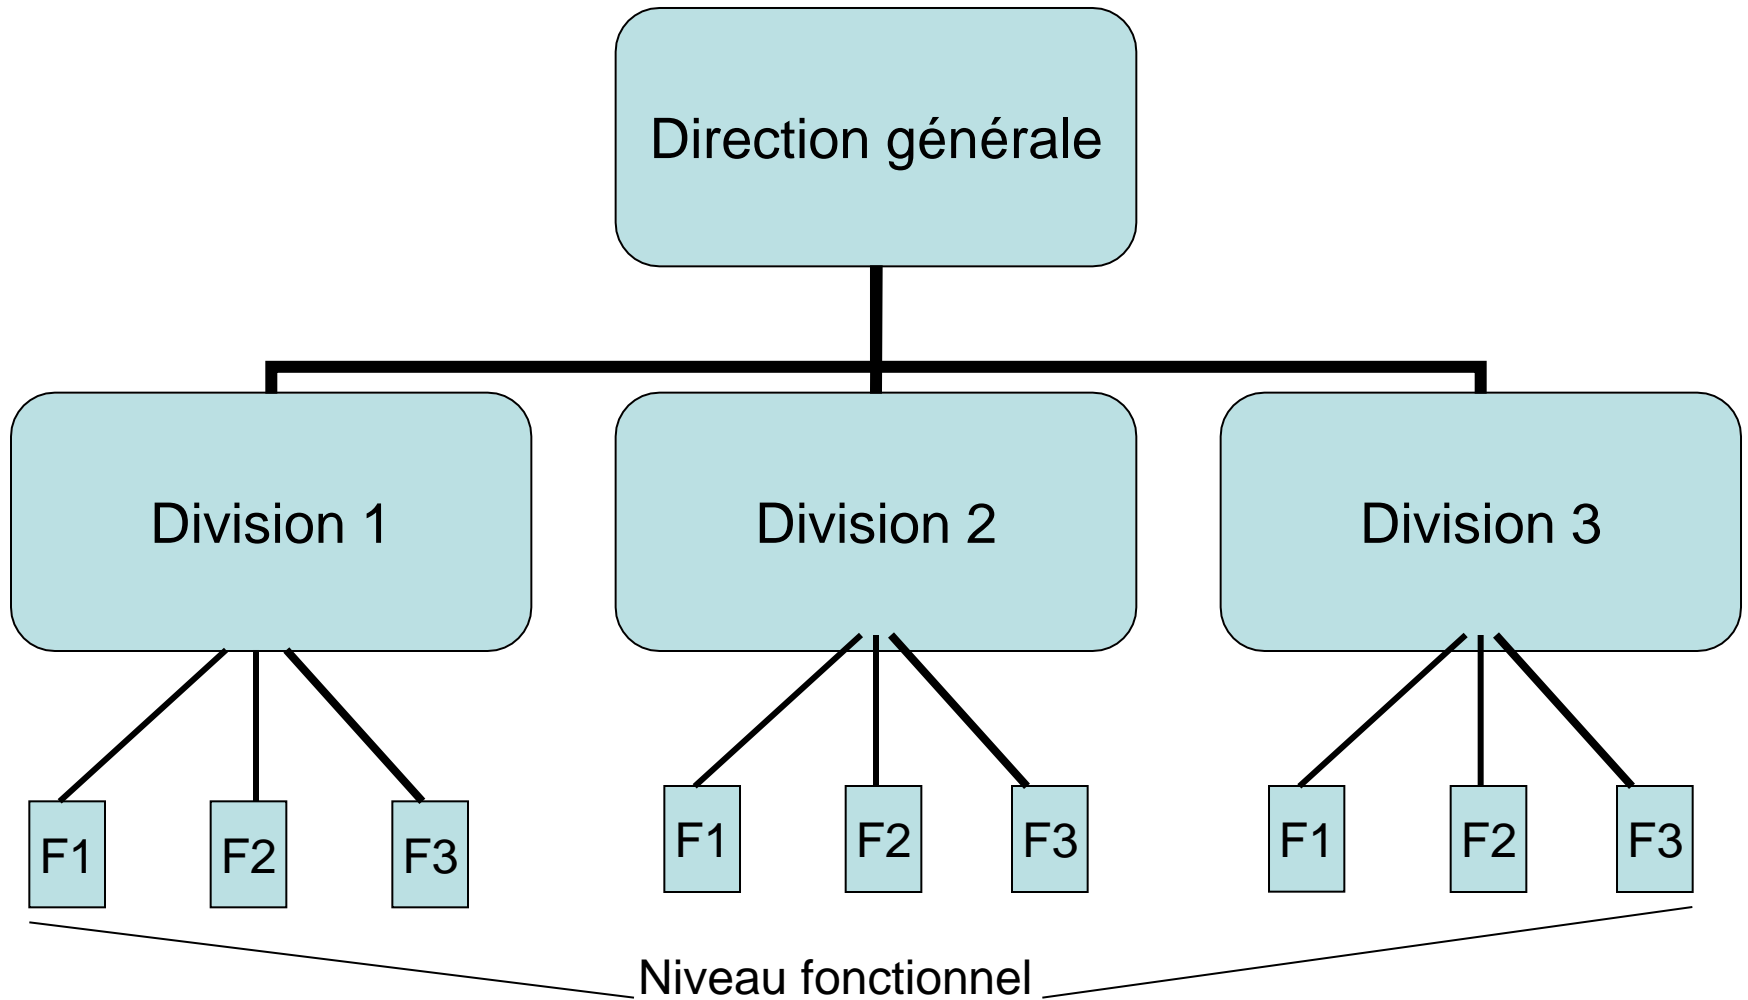 Direction générale
Division 1
Division 2
Division 3
F1
F2
F3
F1
F2
F3
F1
F2
F3
Niveau fonctionnel